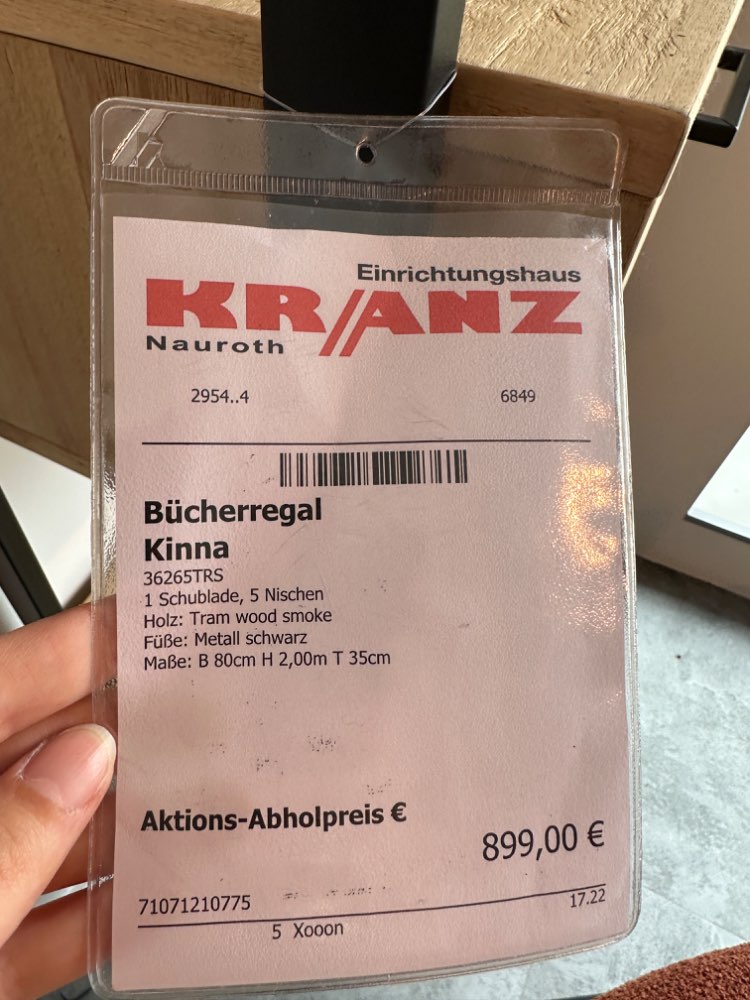 Einrichtungshaus
KRANZ
Nauroth
2954..4 6849
Bücherregal
Kinna
36265TRS
1 Schublade, 5 Nischen
Holz: Tram wood smoke
Füße: Metall schwarz
Maße: B 80cm H 2,00m T 35cm
Aktions-Abholpreis €
899,00 €
71071210775 17.22
5 Xooon